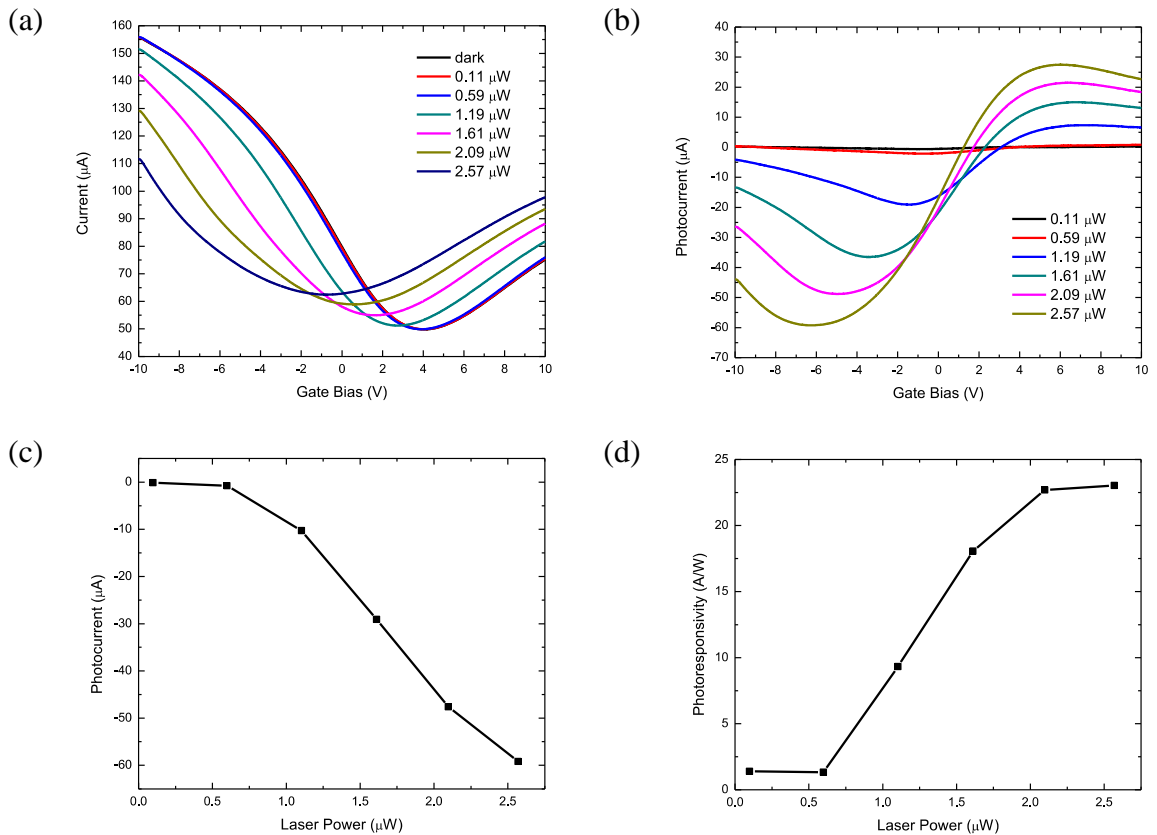 (a)
160
150
140
130
120
110
100
90
80
70
60
50
40
Current (μA)
-10 -8 -6 -4 -2 0 2 4 6 8 10
Gate Bias (V)
dark
0.11 μW
0.59 μW
1.19 μW
1.61 μW
2.09 μW
2.57 μW
(b)
40
30
20
10
0
-10
-20
-30
-40
-50
-60
-70
Photocurrent (μA)
-10 -8 -6 -4 -2 0 2 4 6 8 10
Gate Bias (V)
0.11 μW
0.59 μW
1.19 μW
1.61 μW
2.09 μW
2.57 μW
(c)
0
-10
-20
-30
-40
-50
-60
Photocurrent (μA)
0.0 0.5 1.0 1.5 2.0 2.5
Laser Power (μW)
(d)
25
20
15
10
5
0
Photoresponsivity (A/W)
0.0 0.5 1.0 1.5 2.0 2.5
Laser Power (μW)